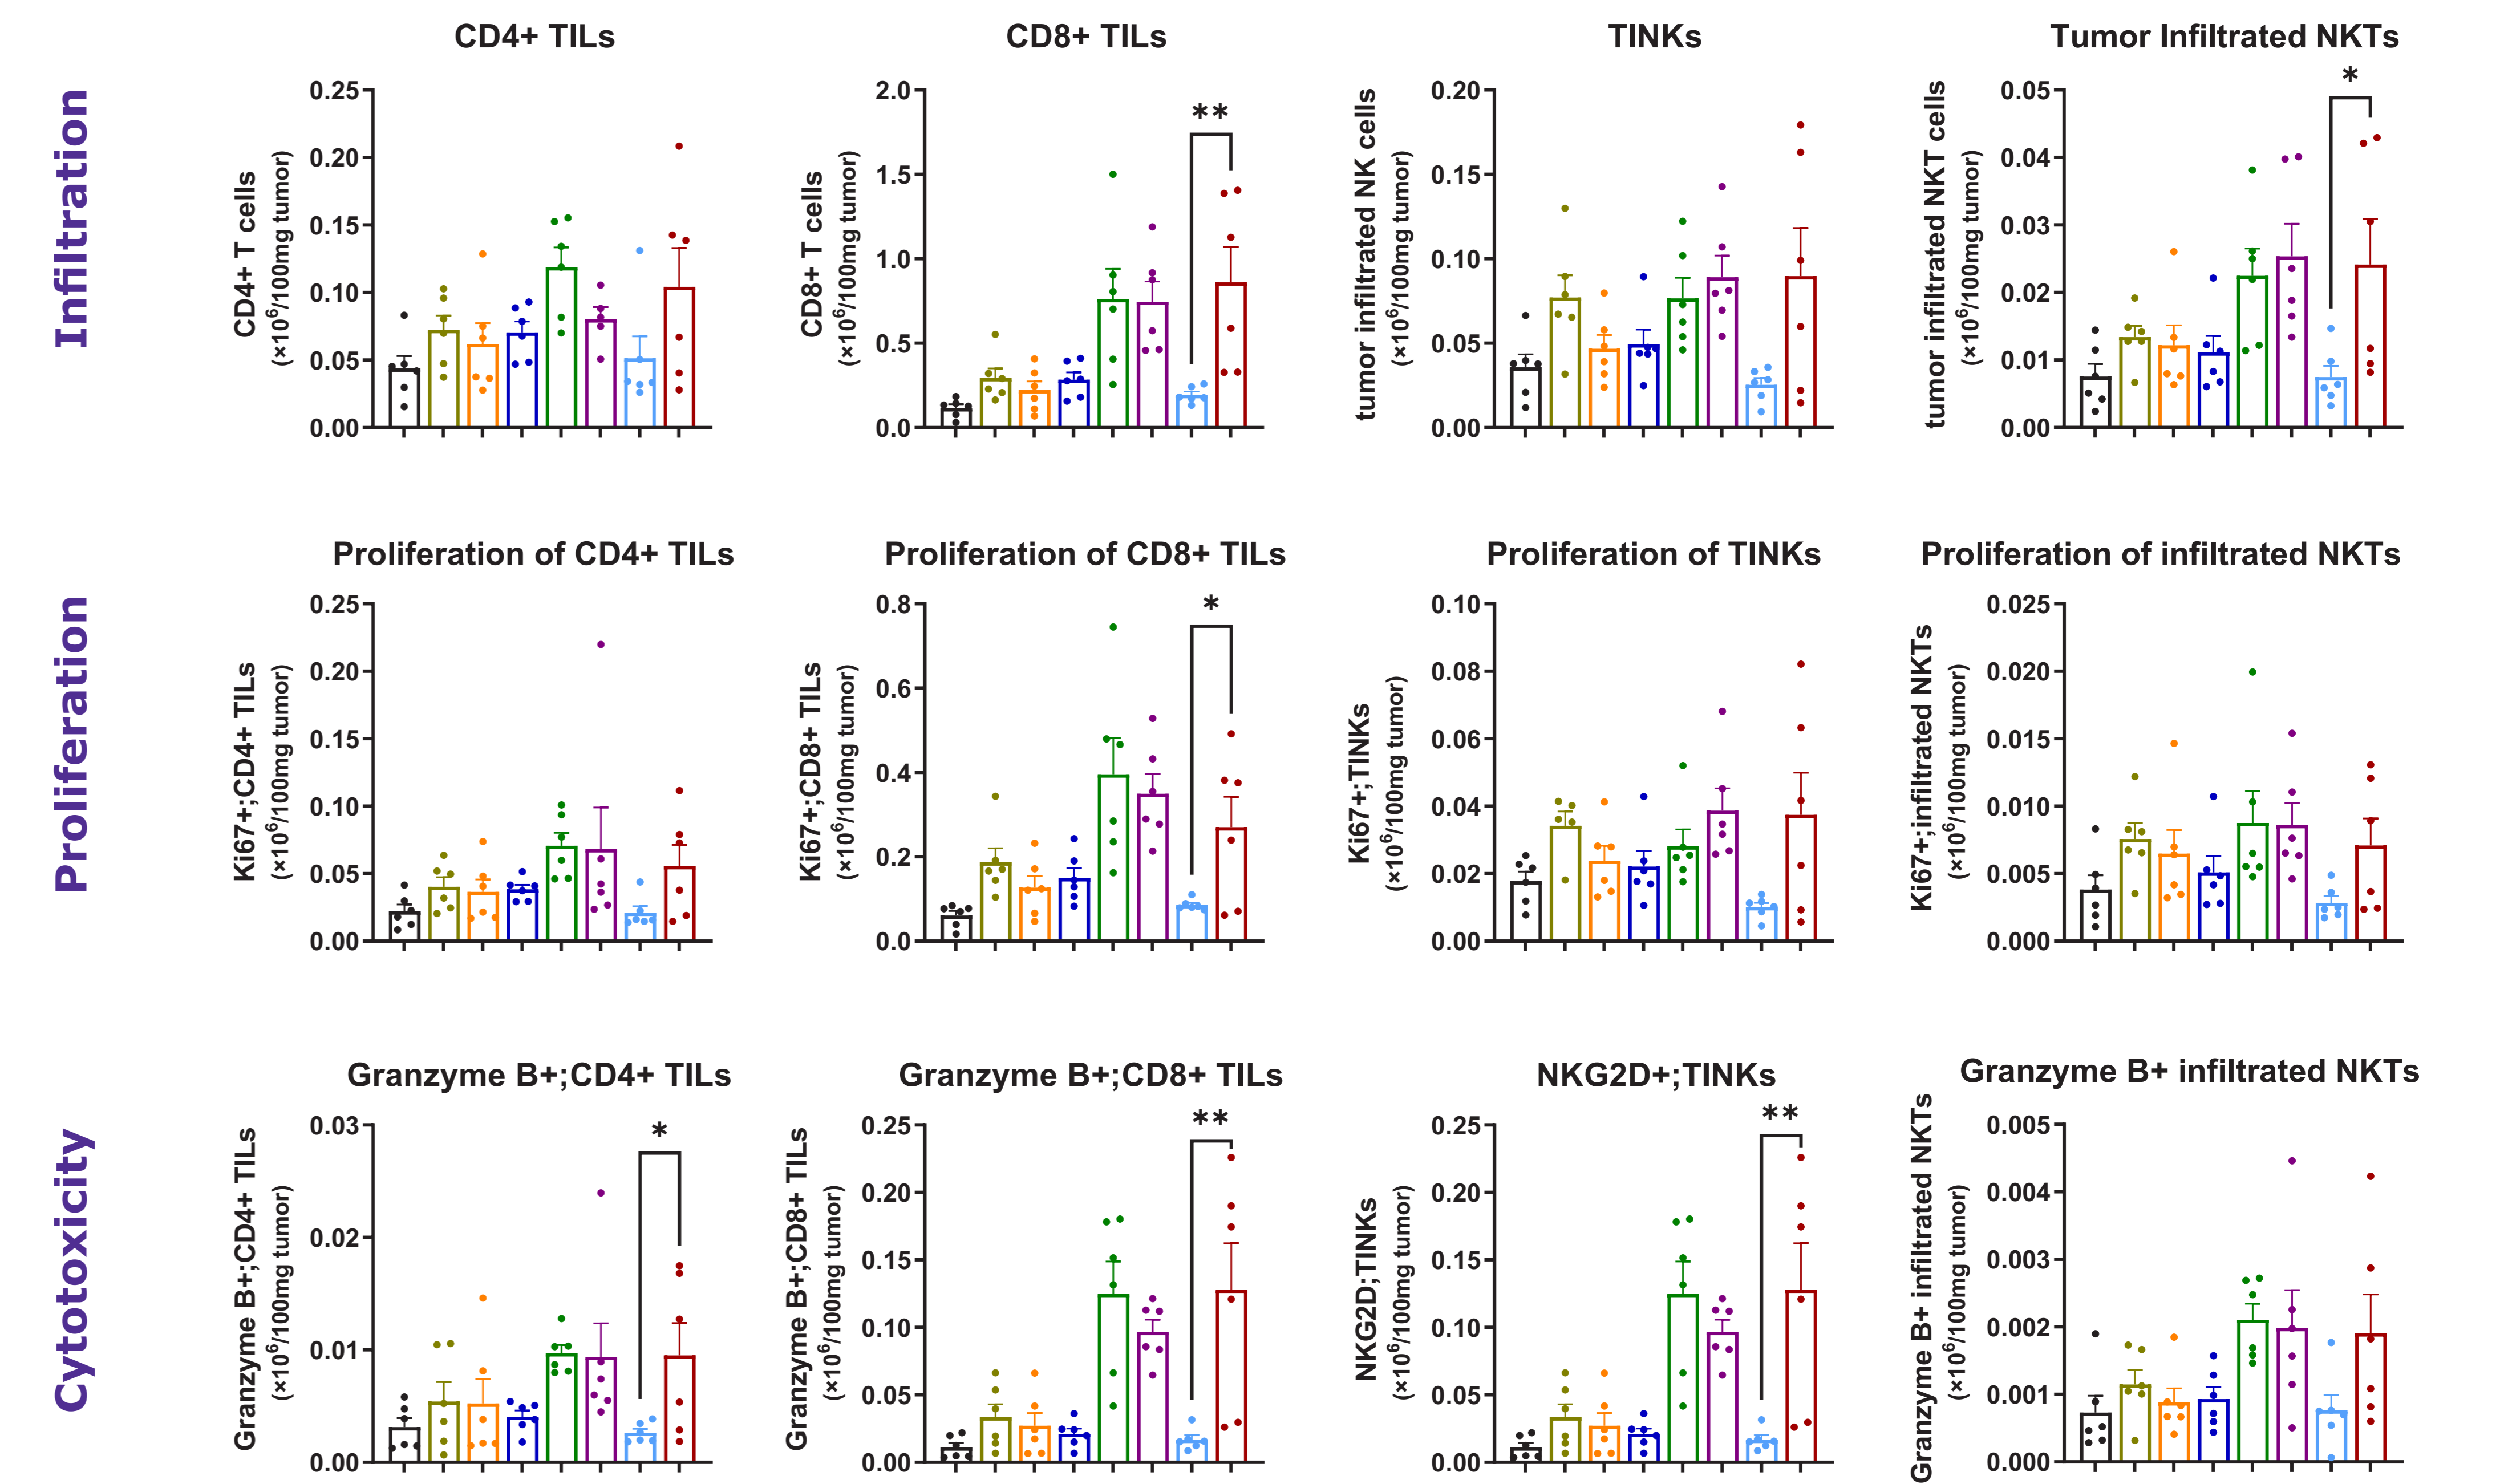 CD4+ TILs
CD8+ TILs
TINKs
Tumor Infiltrated NKTs
Infiltration
CD4+ T cells
(×10⁶/100mg tumor)
0.25
0.20
0.15
0.10
0.05
0.00
CD8+ T cells
(×10⁶/100mg tumor)
2.0
1.5
1.0
0.5
0.0
**
tumor infiltrated NK cells
(×10⁶/100mg tumor)
0.20
0.15
0.10
0.05
0.00
tumor infiltrated NKT cells
(×10⁶/100mg tumor)
0.05
0.04
0.03
0.02
0.01
0.00
*
Proliferation of CD4+ TILs
Proliferation of CD8+ TILs
Proliferation of TINKs
Proliferation of infiltrated NKTs
Proliferation
Ki67+;CD4+ TILs
(×10⁶/100mg tumor)
0.25
0.20
0.15
0.10
0.05
0.00
Ki67+;CD8+ TILs
(×10⁶/100mg tumor)
0.8
0.6
0.4
0.2
0.0
*
Ki67+;TINKs
(×10⁶/100mg tumor)
0.10
0.08
0.06
0.04
0.02
0.00
Ki67+;infiltrated NKTs
(×10⁶/100mg tumor)
0.025
0.020
0.015
0.010
0.005
0.000
Granzyme B+;CD4+ TILs
Granzyme B+;CD8+ TILs
NKG2D+;TINKs
Granzyme B+ infiltrated NKTs
Cytotoxicity
Granzyme B+;CD4+ TILs
(×10⁶/100mg tumor)
0.03
0.02
0.01
0.00
*
Granzyme B+;CD8+ TILs
(×10⁶/100mg tumor)
0.25
0.20
0.15
0.10
0.05
0.00
**
NKG2D;TINKs
(×10⁶/100mg tumor)
0.25
0.20
0.15
0.10
0.05
0.00
**
Granzyme B+ infiltrated NKTs
(×10⁶/100mg tumor)
0.005
0.004
0.003
0.002
0.001
0.000